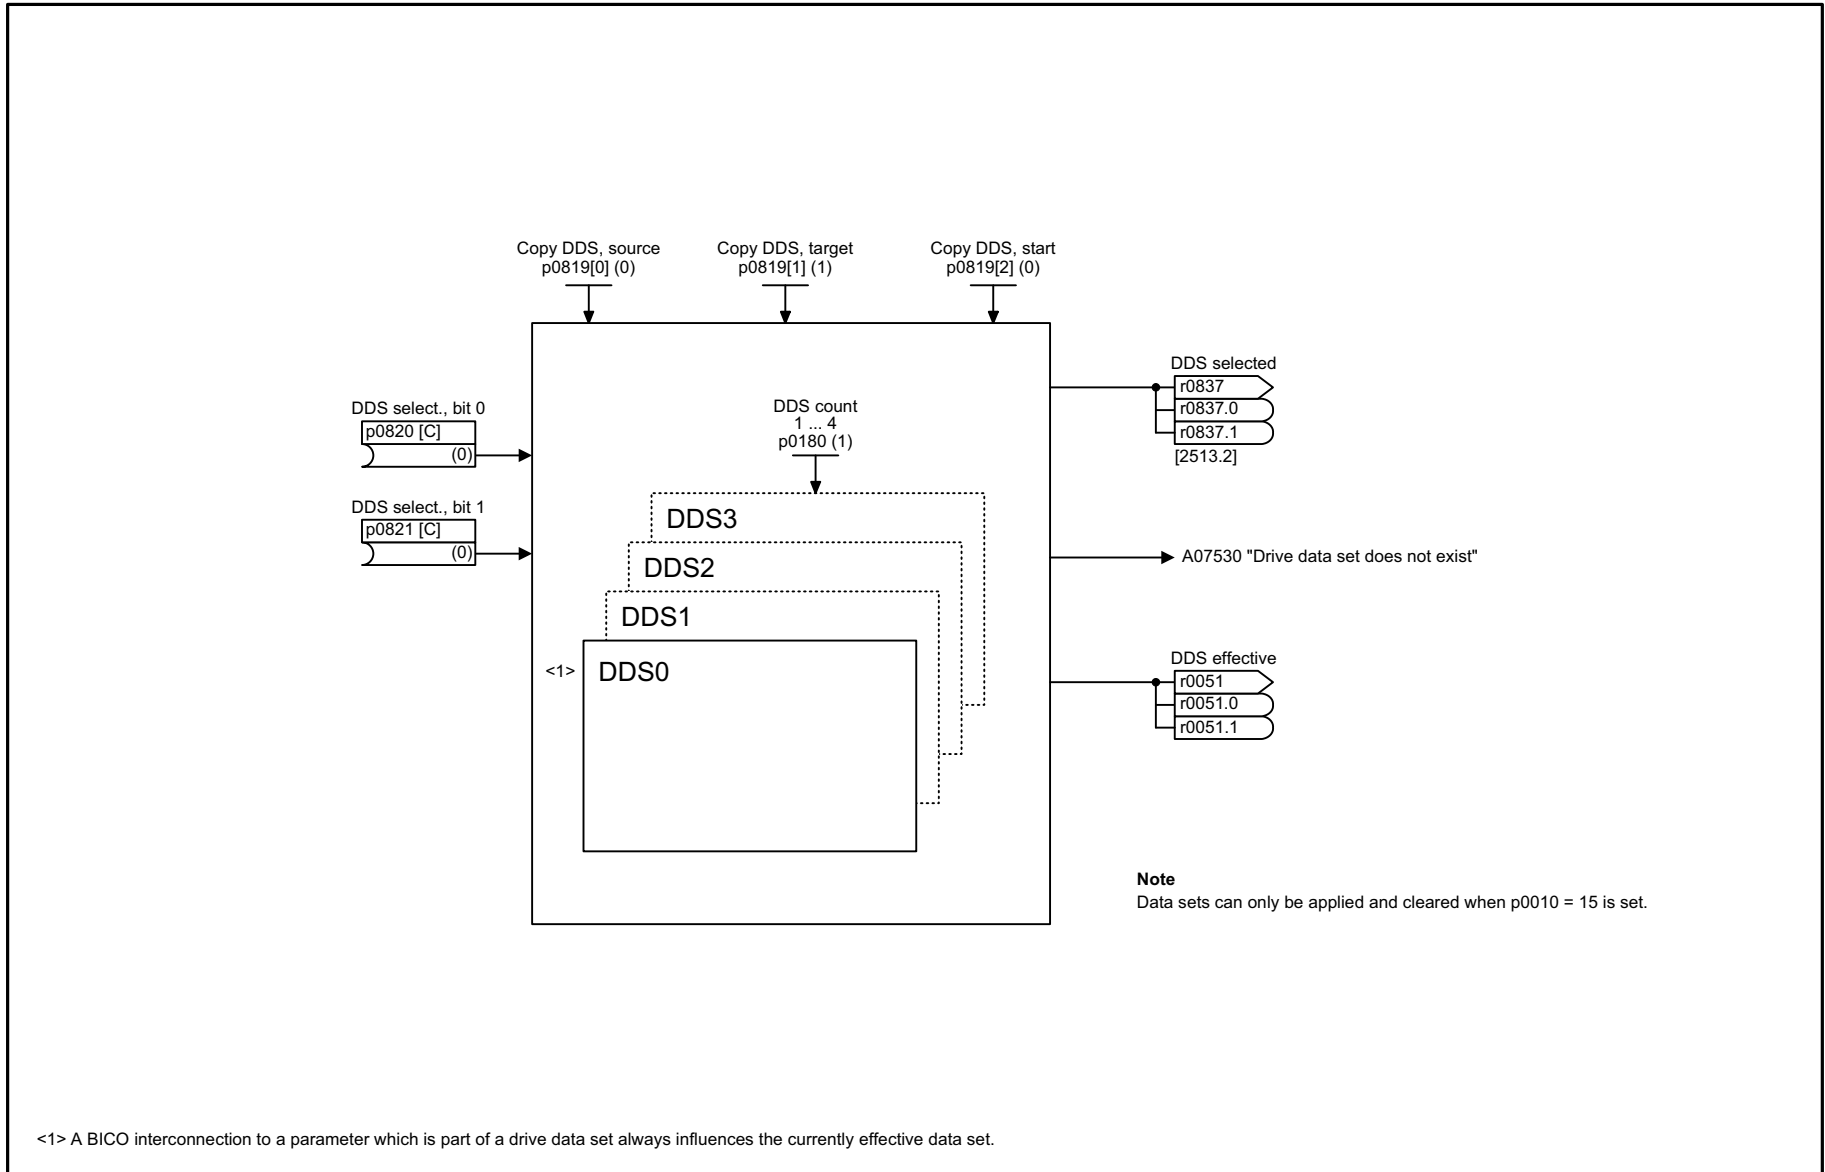 Copy DDS, source
p0819[0] (0)
Copy DDS, target
p0819[1] (1)
Copy DDS, start
p0819[2] (0)
DDS select., bit 0
p0820 [C]
(0)
DDS select., bit 1
p0821 [C]
(0)
DDS count
1 ... 4
p0180 (1)
DDS3
DDS2
DDS1
<1>
DDS0
DDS selected
r0837
r0837.0
r0837.1
[2513.2]
A07530 "Drive data set does not exist"
DDS effective
r0051
r0051.0
r0051.1
Note
Data sets can only be applied and cleared when p0010 = 15 is set.
<1> A BICO interconnection to a parameter which is part of a drive data set always influences the currently effective data set.